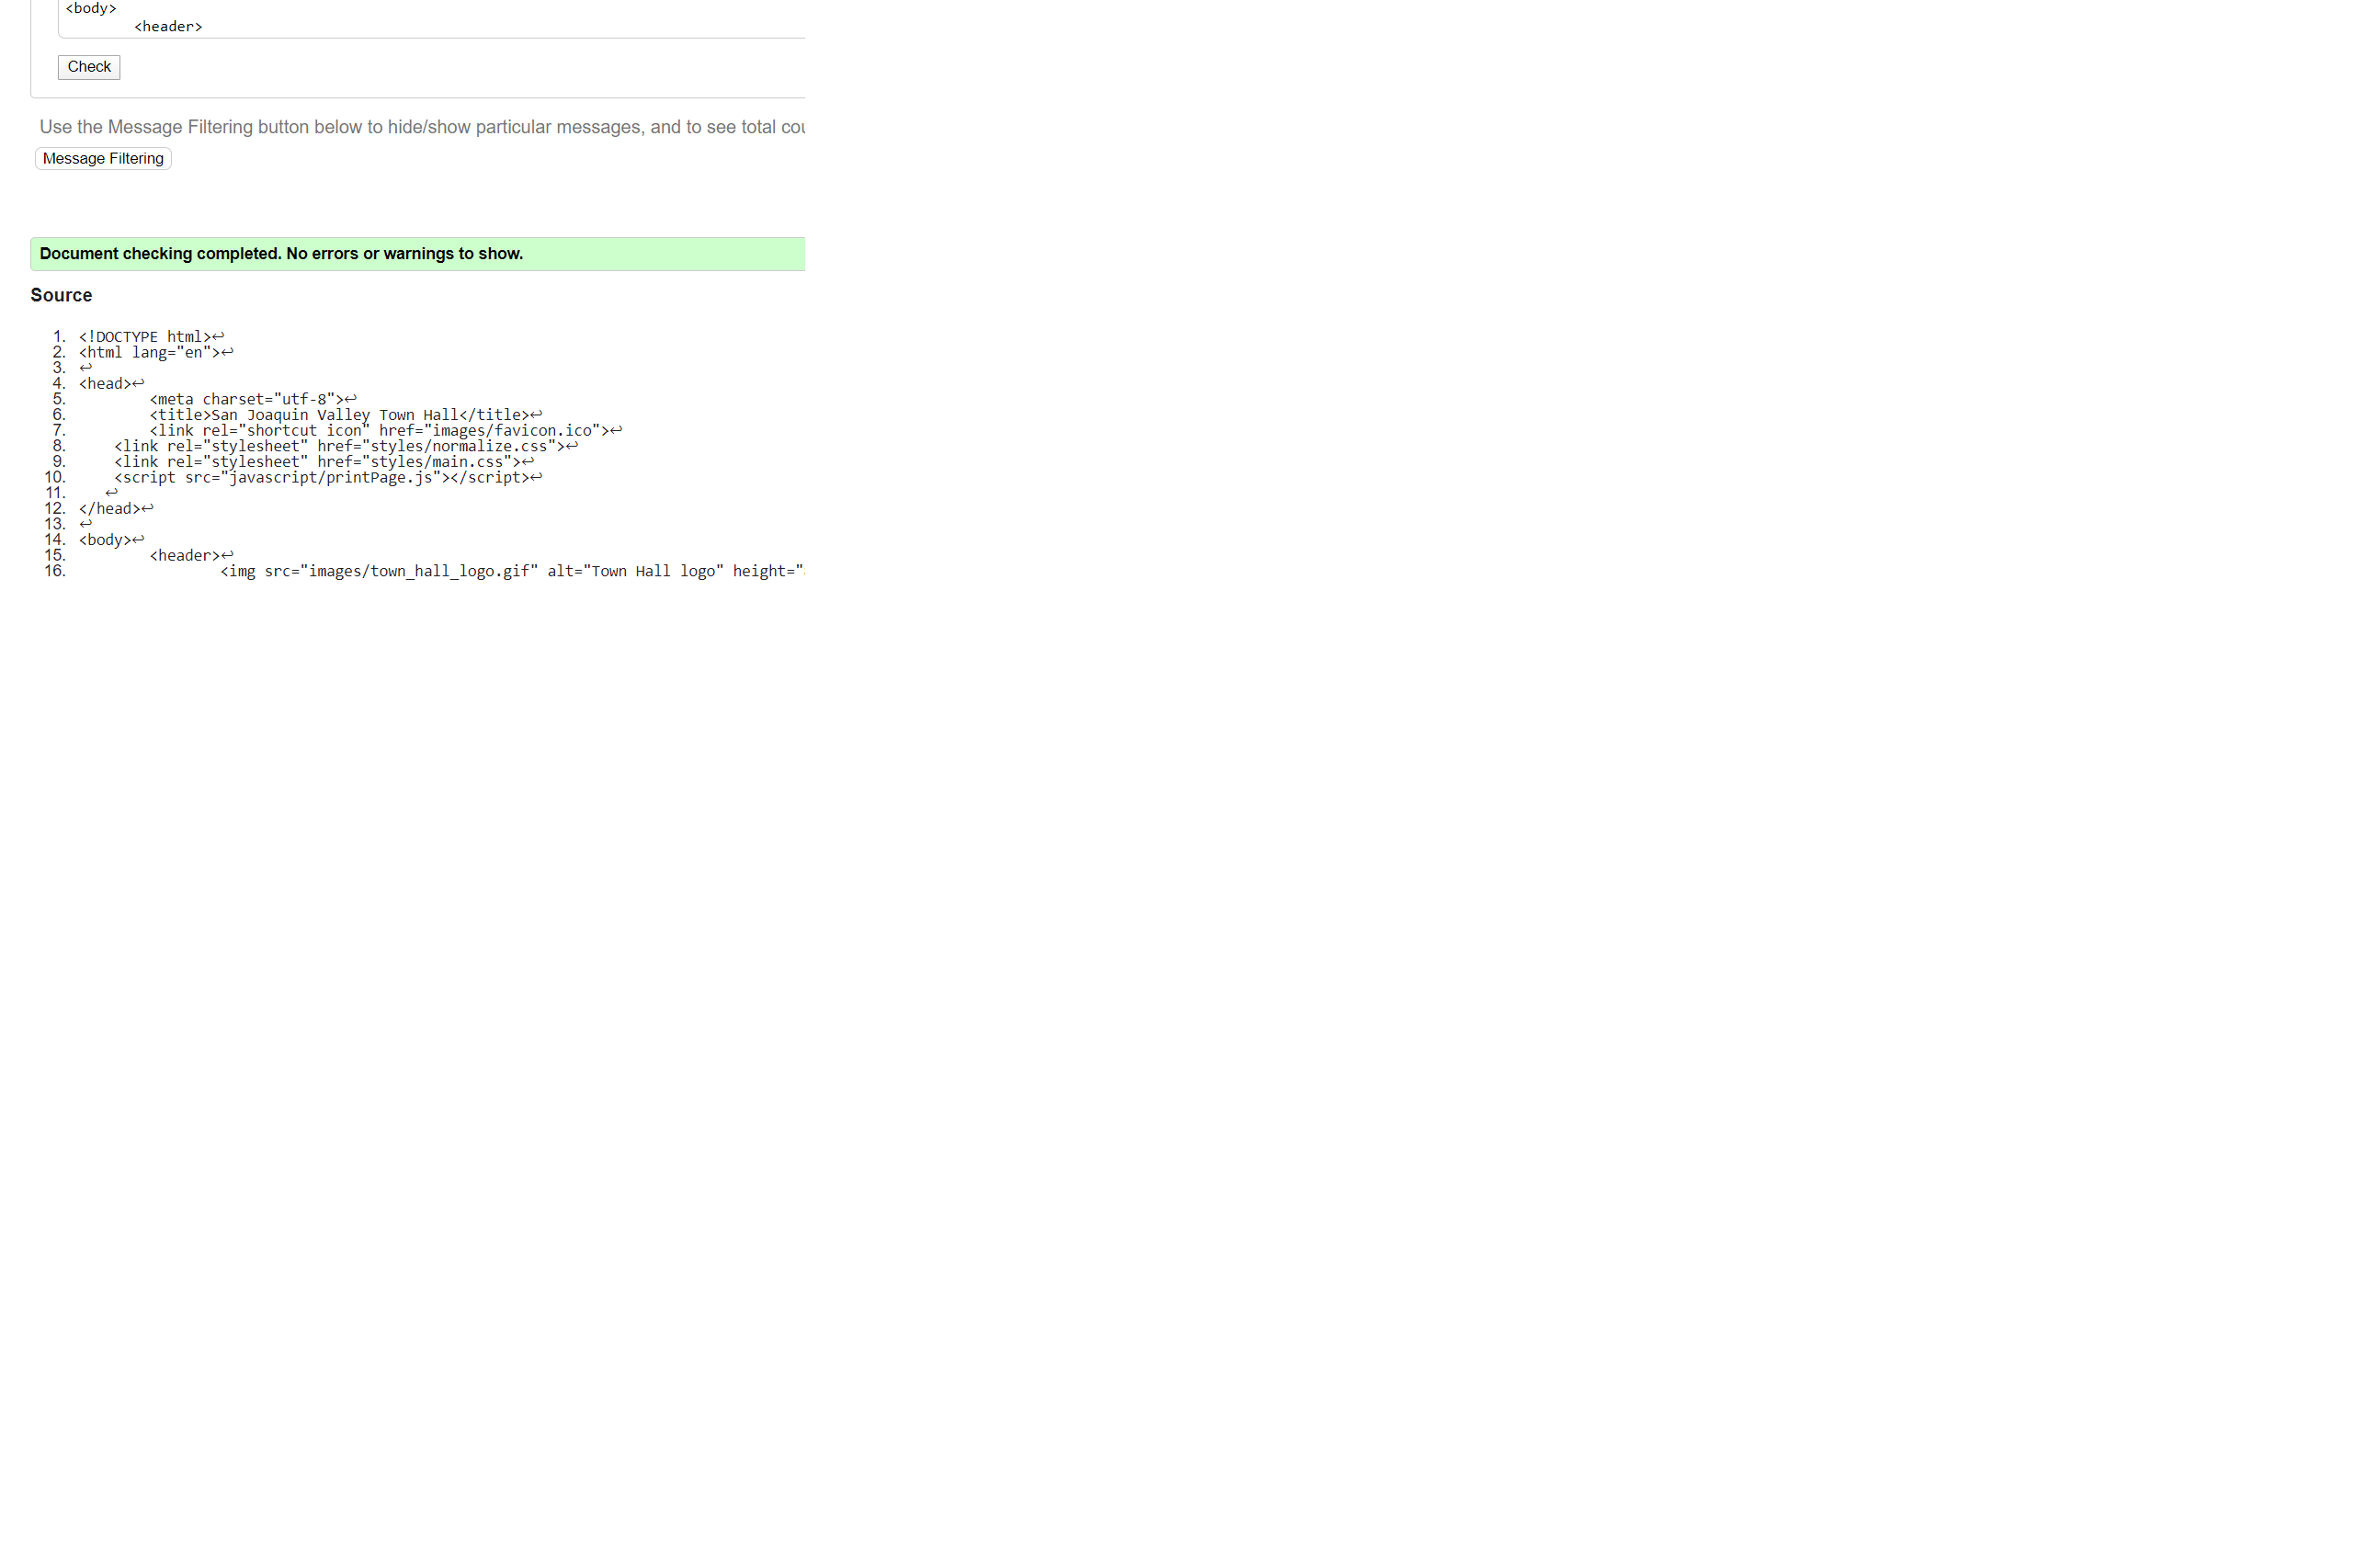 <body>
<header>
Check
Use the Message Filtering button below to hide/show particular messages, and to see total
Message Filtering
Document checking completed. No errors or warnings to show.
Source
1. <!DOCTYPE html>↩
2. <html lang="en">↩
3. ↩
4. <head>↩
5. <meta charset="utf-8">↩
6. <title>San Joaquin Valley Town Hall</title>↩
7. <link rel="shortcut icon" href="images/favicon.ico">↩
8. <link rel="stylesheet" href="styles/normalize.css">↩
9. <link rel="stylesheet" href="styles/main.css">↩
10. <script src="javascript/printPage.js"></script>↩
11. ↩
12. </head>↩
13. ↩
14. <body>↩
15. <header>↩
16. <img src="images/town_hall_logo.gif" alt="Town Hall logo" height="